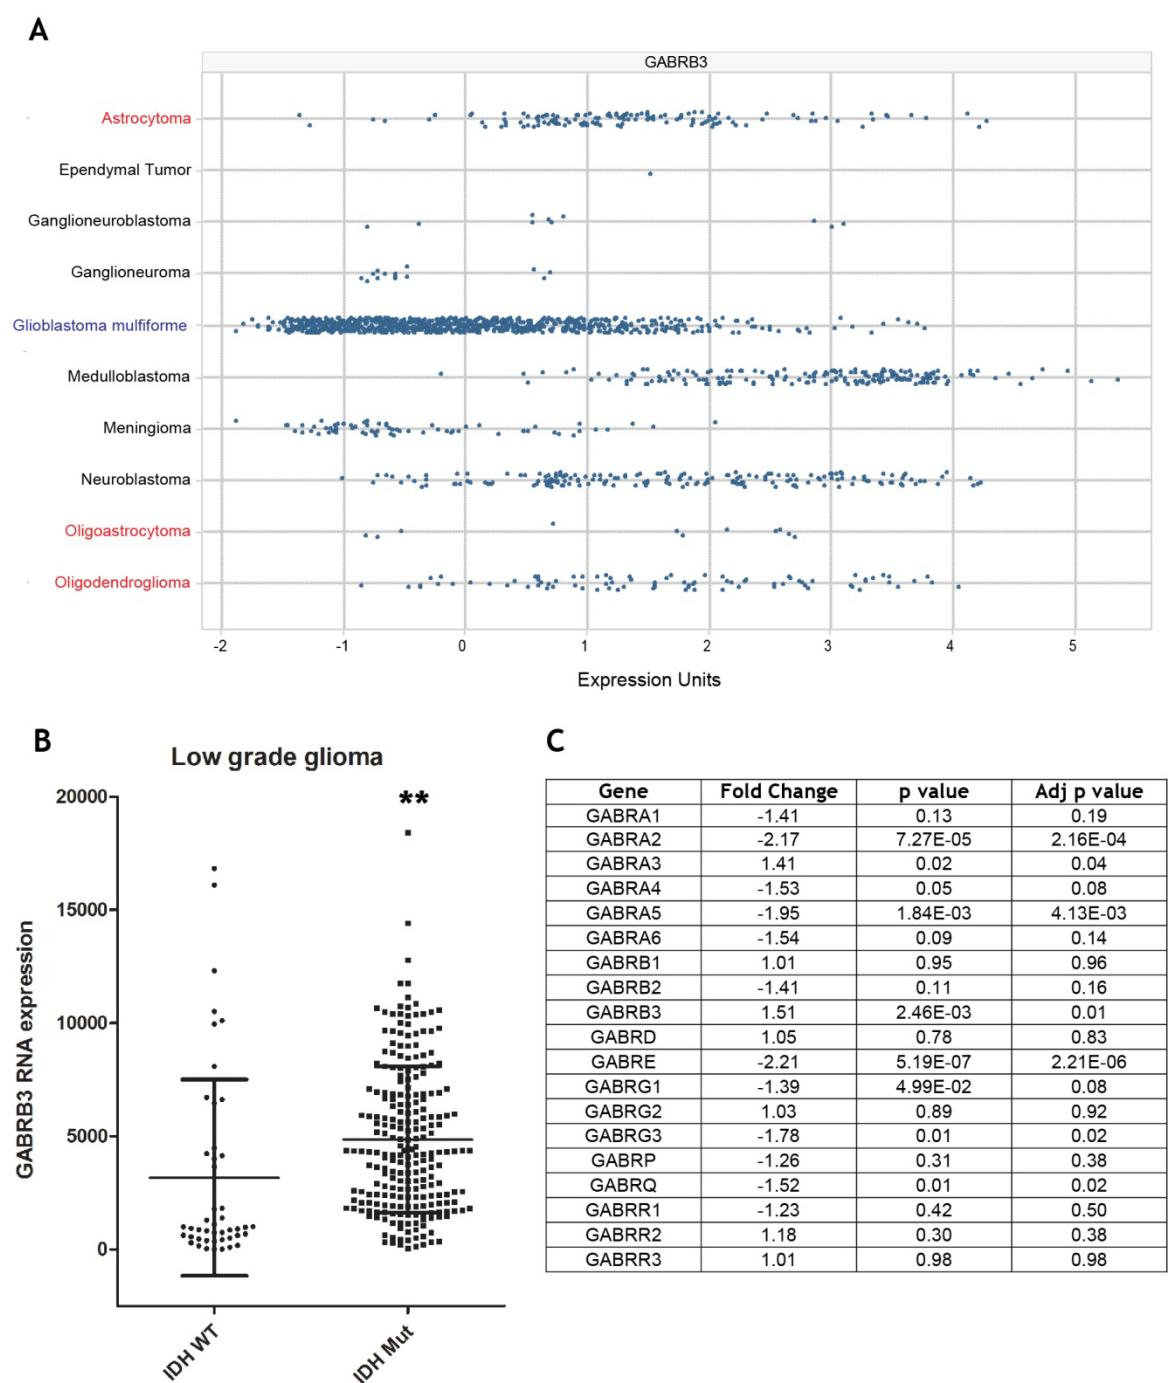 A
GABRB3
Astrocytoma
Ependymal Tumor
Ganglioneuroblastoma
Ganglioneuroma
Glioblastoma mulfiforme
Medulloblastoma
Meningioma
Neuroblastoma
Oligoastrocytoma
Oligodendroglioma
-2 -1 0 1 2 3 4 5
Expression Units
B
Low grade glioma
**
GABRB3 RNA expression
20000
15000
10000
5000
0
IDH WT
IDH Mut
C
Gene Fold Change p value Adj p value
GABRA1 -1.41 0.13 0.19
GABRA2 -2.17 7.27E-05 2.16E-04
GABRA3 1.41 0.02 0.04
GABRA4 -1.53 0.05 0.08
GABRA5 -1.95 1.84E-03 4.13E-03
GABRA6 -1.54 0.09 0.14
GABRB1 1.01 0.95 0.96
GABRB2 -1.41 0.11 0.16
GABRB3 1.51 2.46E-03 0.01
GABRD 1.05 0.78 0.83
GABRE -2.21 5.19E-07 2.21E-06
GABRG1 -1.39 4.99E-02 0.08
GABRG2 1.03 0.89 0.92
GABRG3 -1.78 0.01 0.02
GABRP -1.26 0.31 0.38
GABRQ -1.52 0.01 0.02
GABRR1 -1.23 0.42 0.50
GABRR2 1.18 0.30 0.38
GABRR3 1.01 0.98 0.98